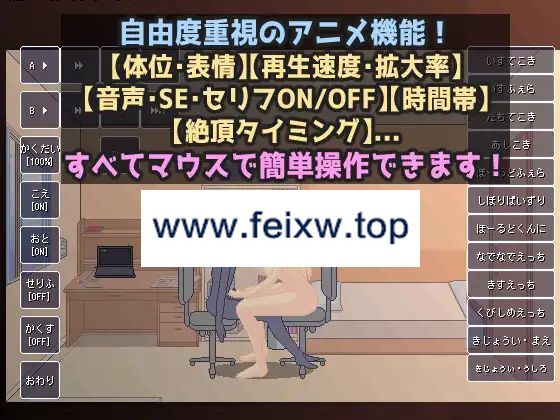 自由度重視のアニメ機能！
【体位・表情】【再生速度・拡大率】
【音声・SE・セリフON/OFF】【時間帯】
【絶頂タイミング】...
すべてマウスで簡単操作できます！
www.feixw.top
A
B
かくだい
[100%]
こえ
[ON]
おと
[ON]
せりふ
[OFF]
かくす
[OFF]
おわり
いすてこき
いすふぇら
たちてこき
あしこき
しぼりぱいずり
ほーるどくんに
なでなでえっち
きすえっち
くびしめえっち
きじょうい・まえ
きじょうい・うしろ